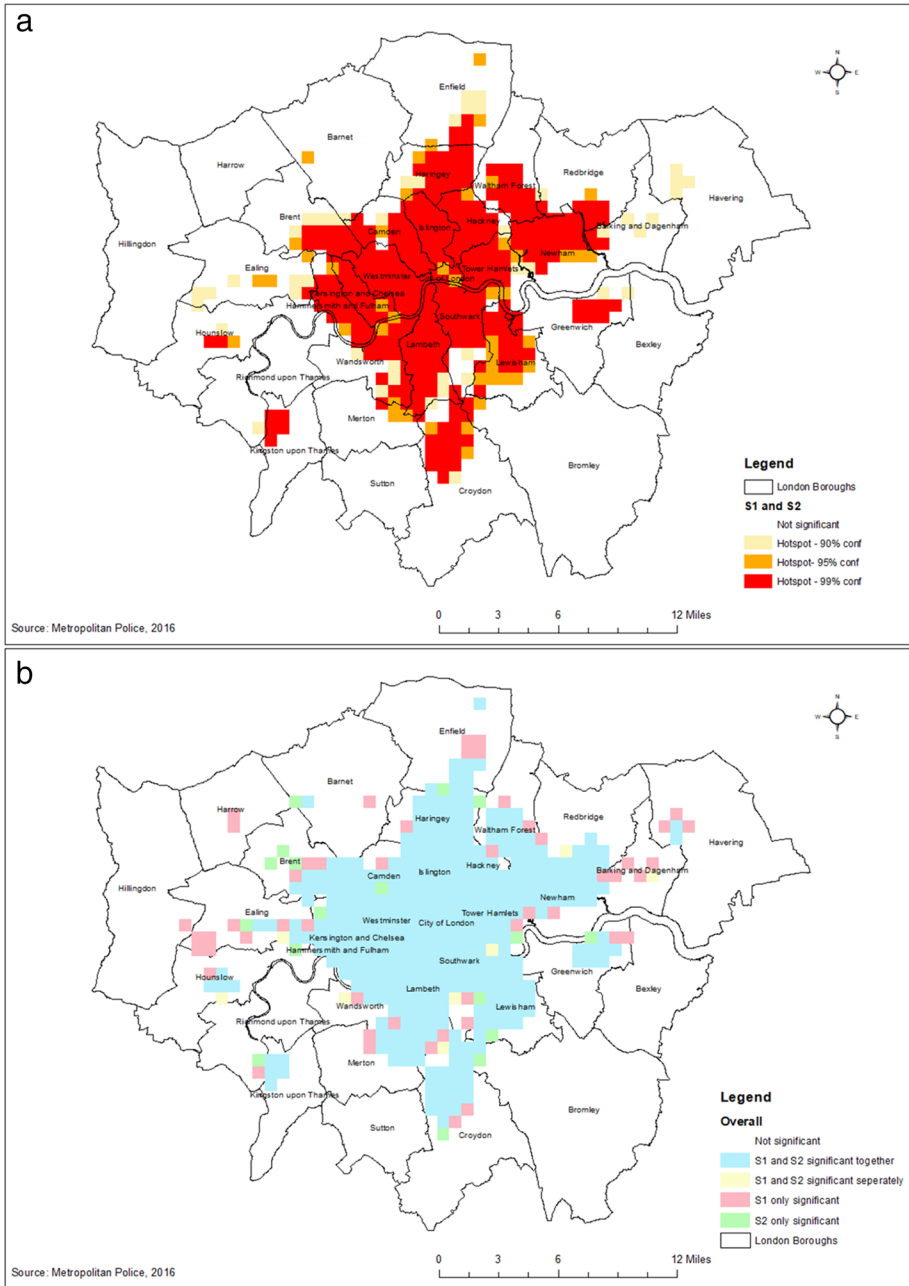 a
N
W E
S
Enfield
Barnet
Harrow
Haringey
Waltham Forest
Redbridge
Havering
Brent
Camden
Islington
Hackney
Barking and Dagenham
Hillingdon
Ealing
Westminster
Tower Hamlets
Newham
City of London
Kensington and Chelsea
Hammersmith and Fulham
Southwark
Hounslow
Greenwich
Bexley
Wandsworth
Lambeth
Lewisham
Richmond upon Thames
Merton
Kingston upon Thames
Bromley
Sutton
Croydon
Legend
London Boroughs
S1 and S2
Not significant
Hotspot - 90% conf
Hotspot- 95% conf
Hotspot - 99% conf
0 3 6 12 Miles
Source: Metropolitan Police, 2016
b
N
W E
S
Enfield
Barnet
Harrow
Haringey
Waltham Forest
Redbridge
Havering
Brent
Camden
Islington
Hackney
Barking and Dagenham
Hillingdon
Ealing
Westminster
Tower Hamlets
Newham
City of London
Kensington and Chelsea
Hammersmith and Fulham
Southwark
Hounslow
Greenwich
Bexley
Wandsworth
Lambeth
Lewisham
Richmond upon Thames
Merton
Kingston upon Thames
Bromley
Sutton
Croydon
Legend
Overall
Not significant
S1 and S2 significant together
S1 and S2 significant seperately
S1 only significant
S2 only significant
London Boroughs
0 3 6 12 Miles
Source: Metropolitan Police, 2016